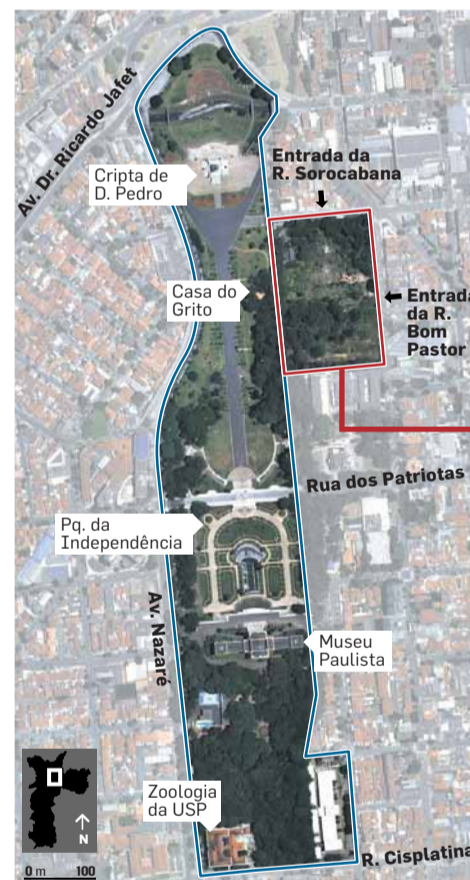 Av. Dr. Ricardo Jafet
Cripta de
D. Pedro
Entrada da
R. Sorocabana
Casa do
Grito
Entrada
da R.
Bom
Pastor
Rua dos Patriotas
Pq. da
Independência
Av. Nazaré
Museu
Paulista
Zoologia
da USP
N
0 m 100
R. Cisplatina